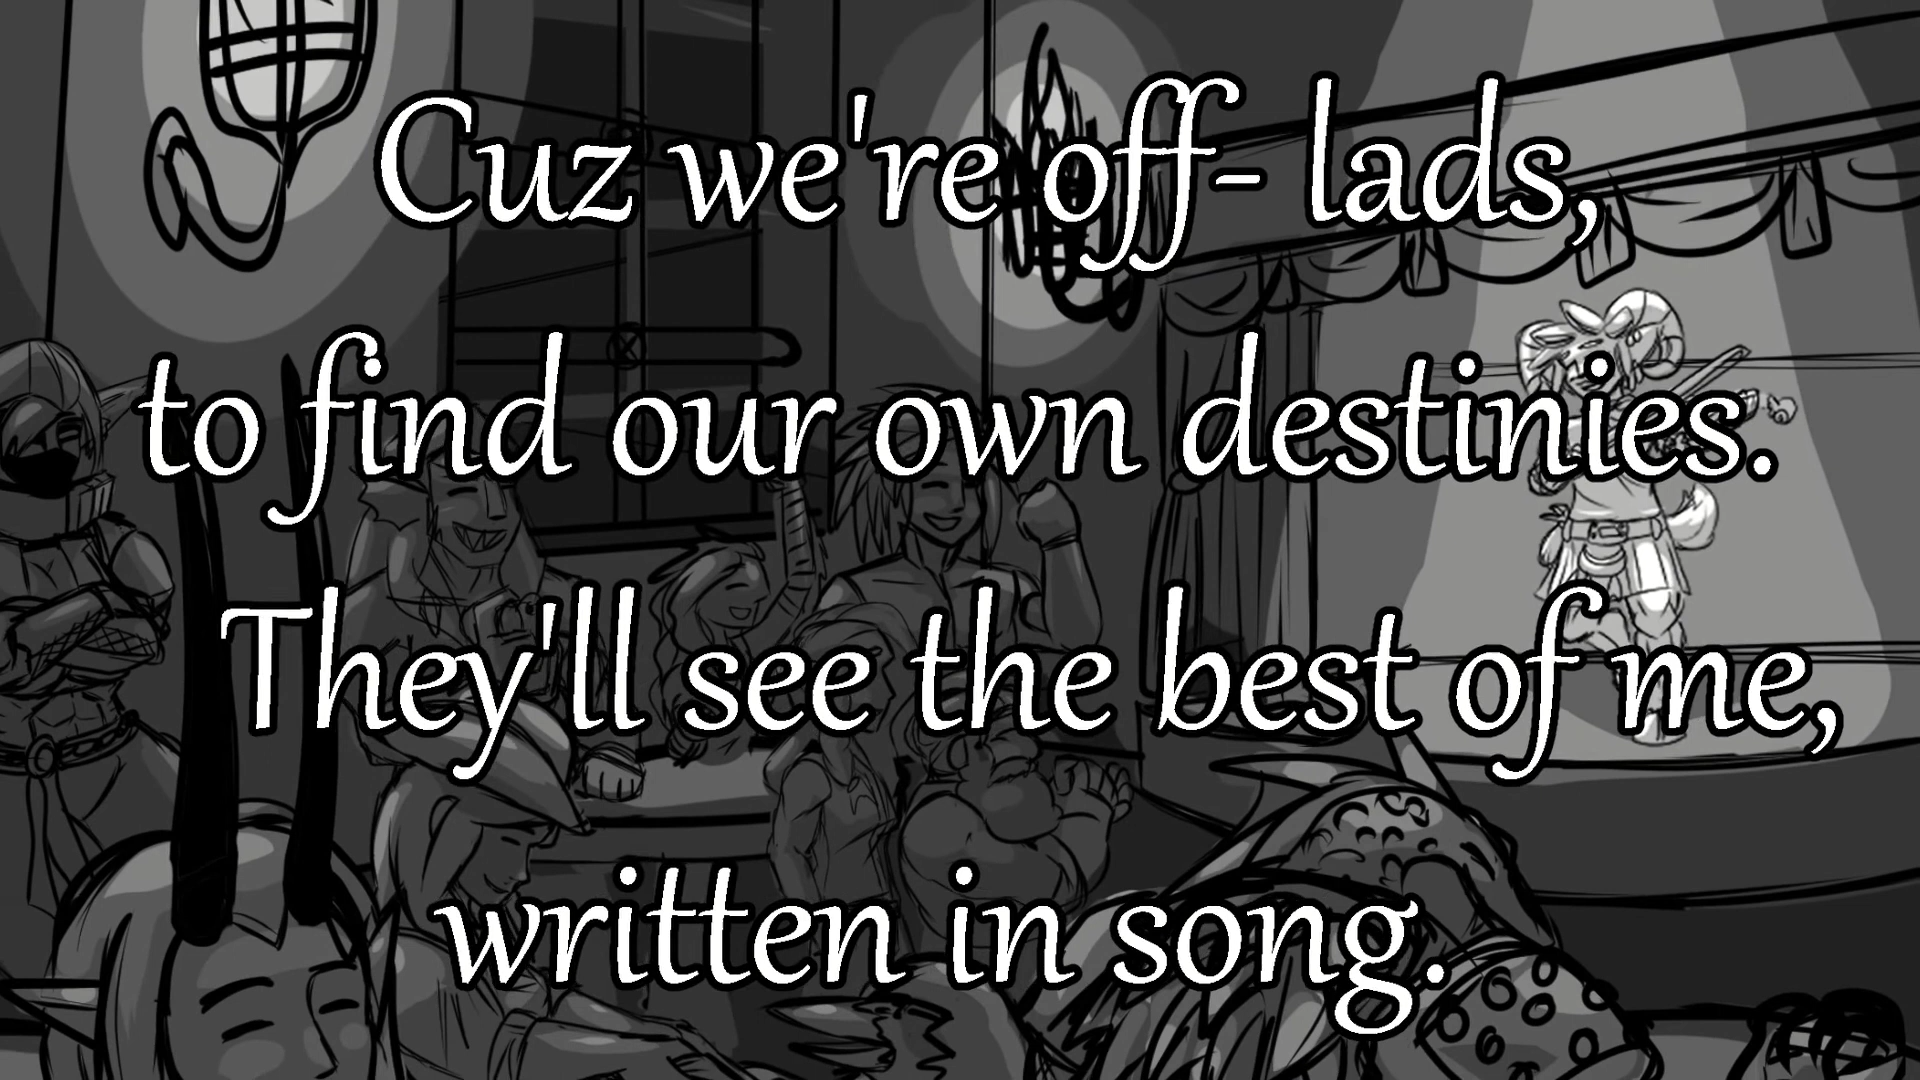 Cuz we're off- lads,
to find our own destinies.
They'll see the best of me,
written in song.